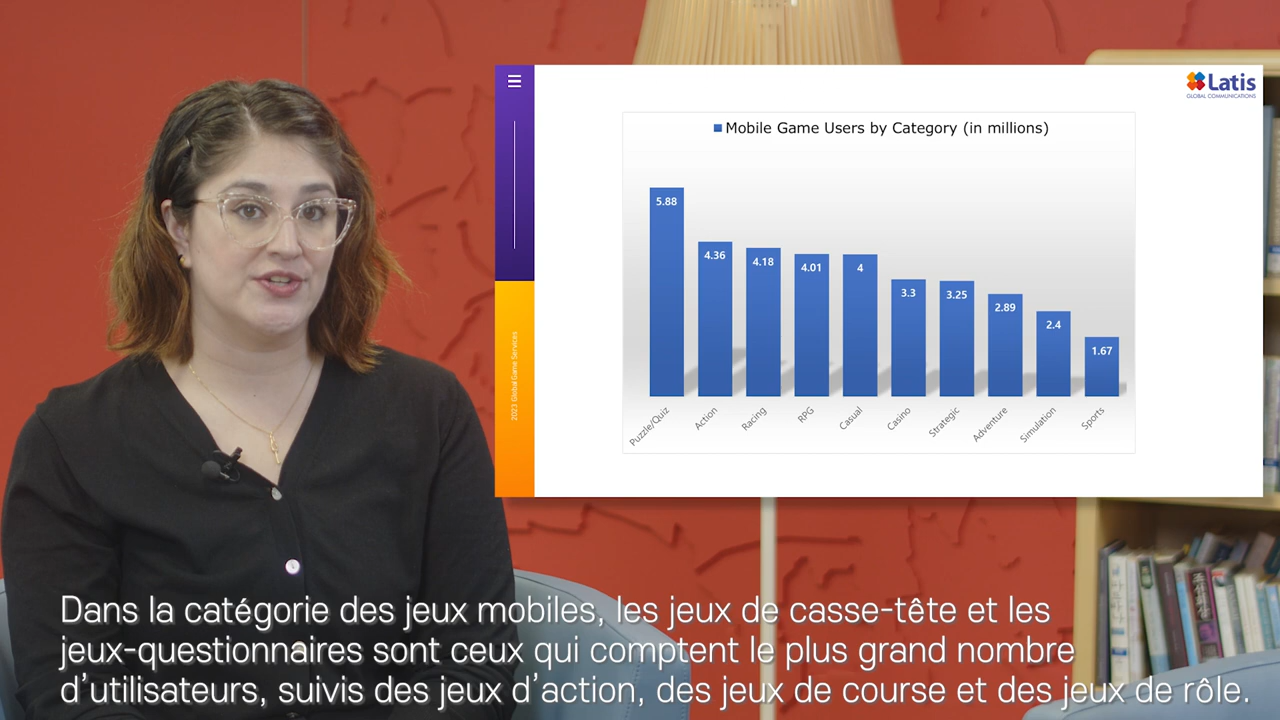 Latis
GLOBAL COMMUNICATIONS
Mobile Game Users by Category (in millions)
5.88
4.36
4.18
4.01
4
3.3
3.25
2.89
2.4
1.67
Puzzle/Quiz
Action
Racing
RPG
Casual
Casino
Strategic
Adventure
Simulation
Sports
2023 Global Game Services
Dans la catégorie des jeux mobiles, les jeux de casse-tête et les
jeux-questionnaires sont ceux qui comptent le plus grand nombre
d'utilisateurs, suivis des jeux d'action, des jeux de course et des jeux de rôle.